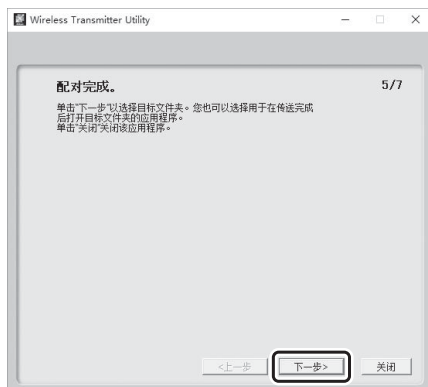 Wireless Transmitter Utility
配对完成。 5/7
单击“下一步”以选择目标文件夹。您也可以选择用于在传送完成
后打开目标文件夹的应用程序。
单击“关闭”关闭该应用程序。
<上一步 下一步> 关闭